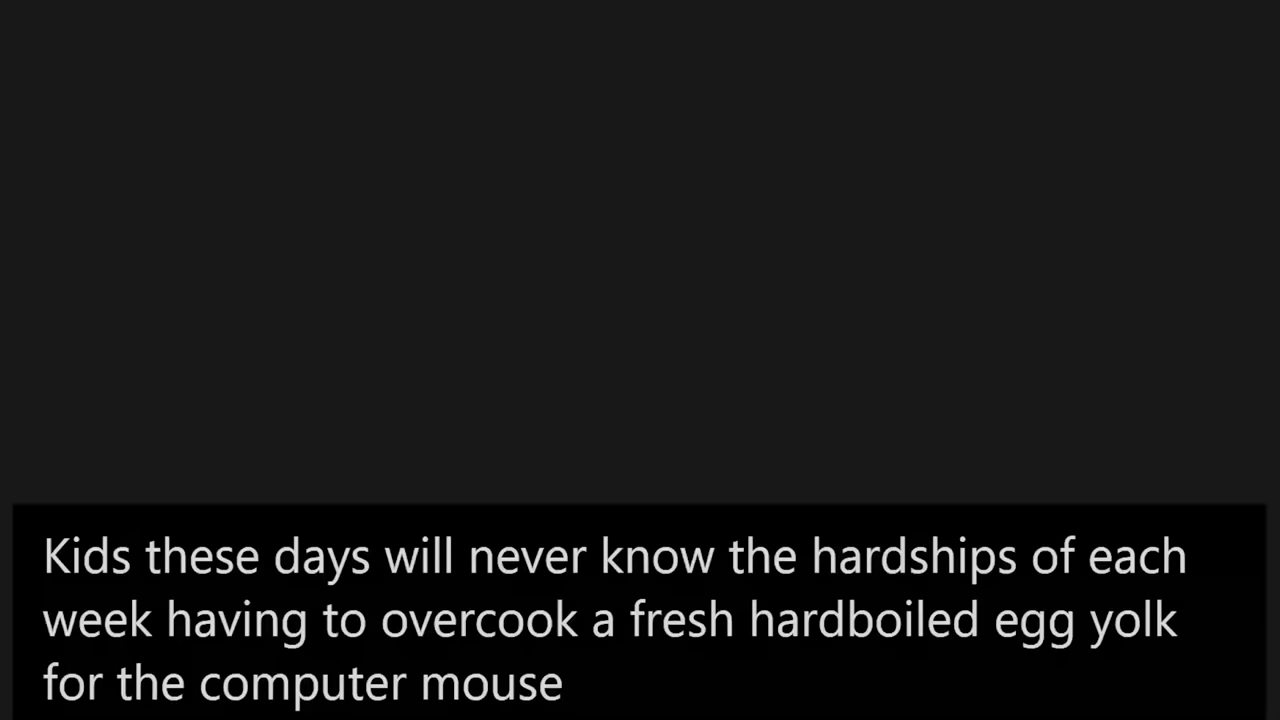 Kids these days will never know the hardships of each
week having to overcook a fresh hardboiled egg yolk
for the computer mouse